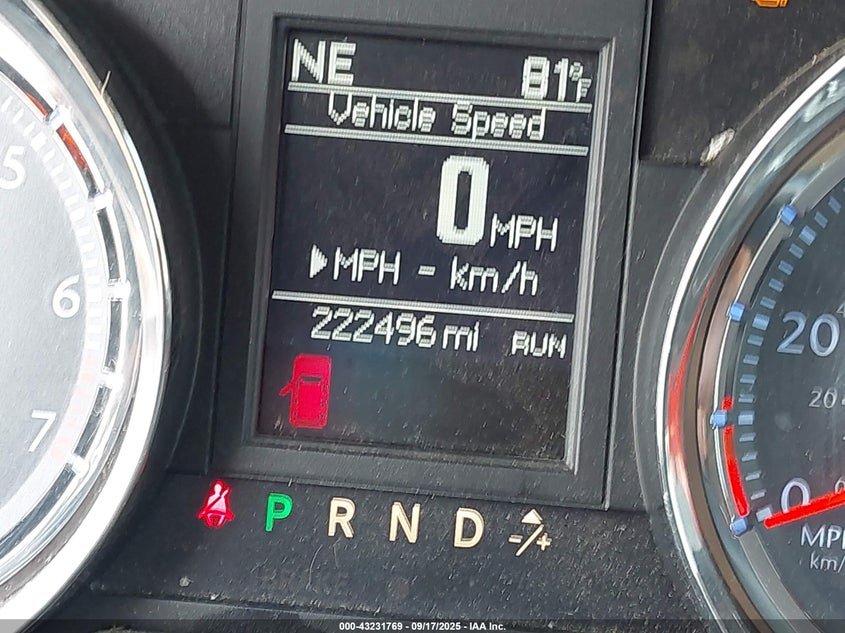 NE 81°F
Vehicle Speed
0 MPH
MPH - km/h
222496 mi RUN
P R N D -/+
5
6
7
20
20
0
MPH
km/
000-43231769 - 09/17/2025 - IAA Inc.